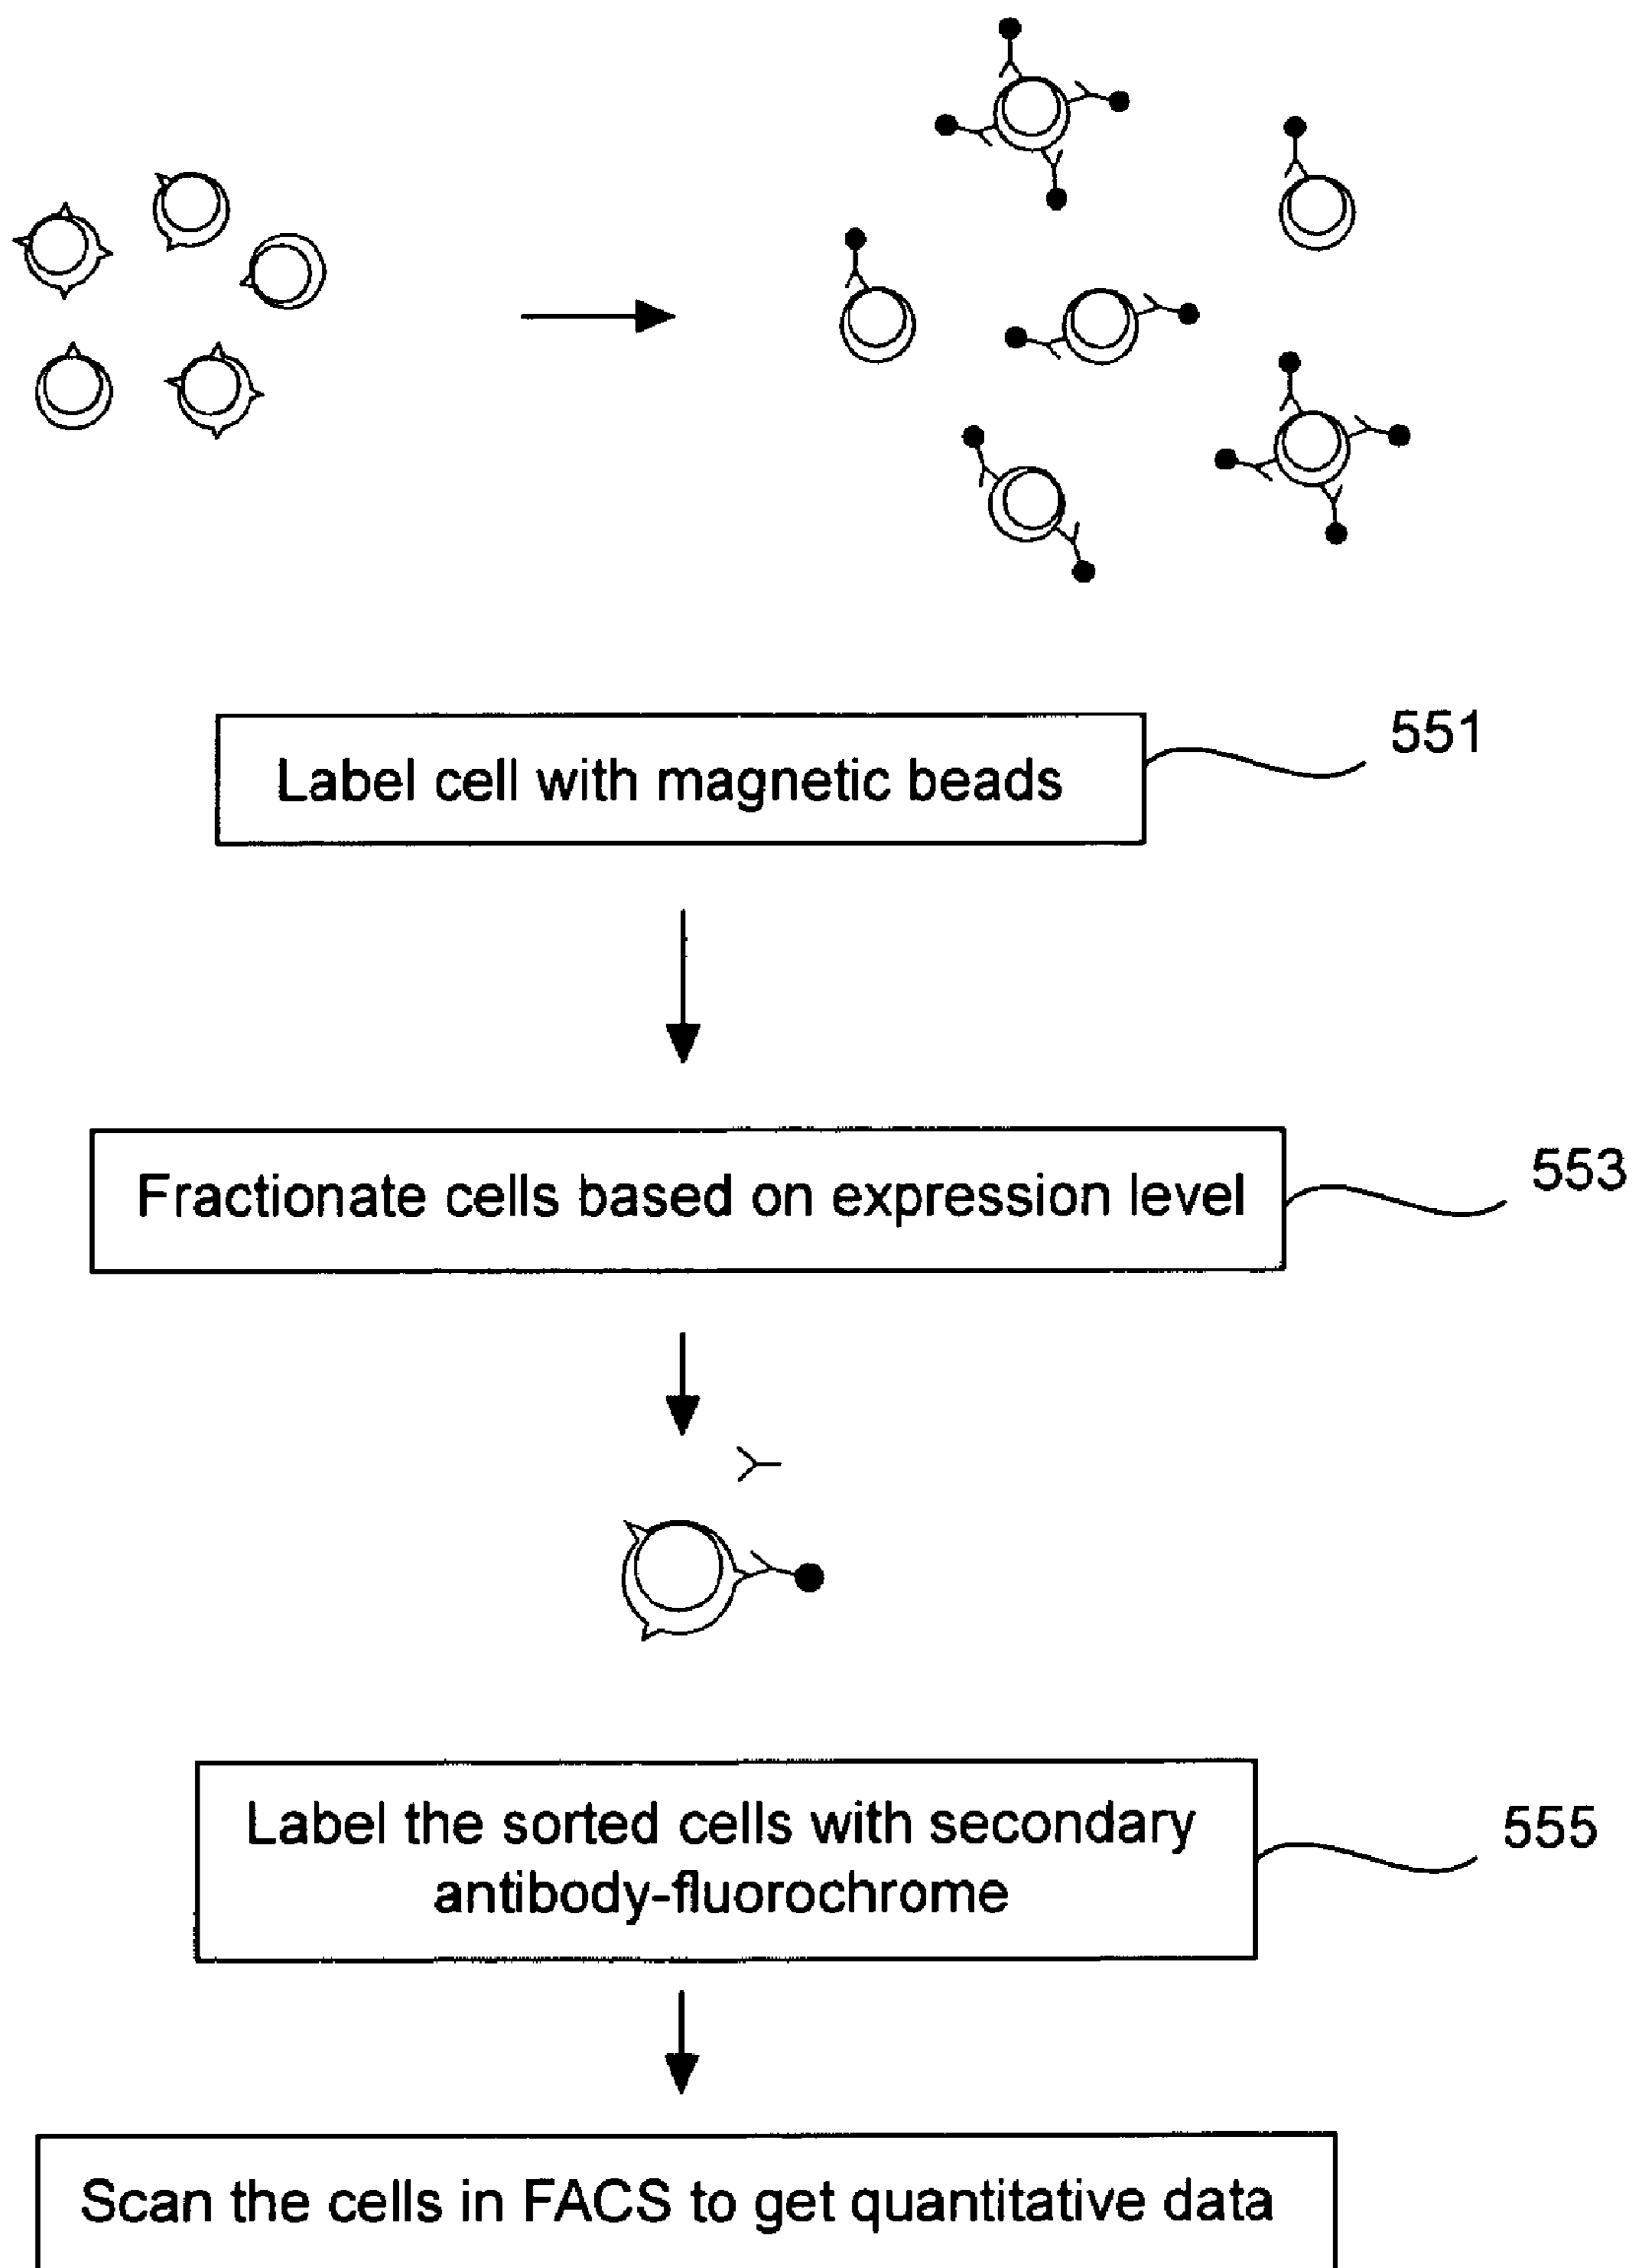 Label cell with magnetic beads
551
Fractionate cells based on expression level
553
Label the sorted cells with secondary
antibody-fluorochrome
555
Scan the cells in FACS to get quantitative data